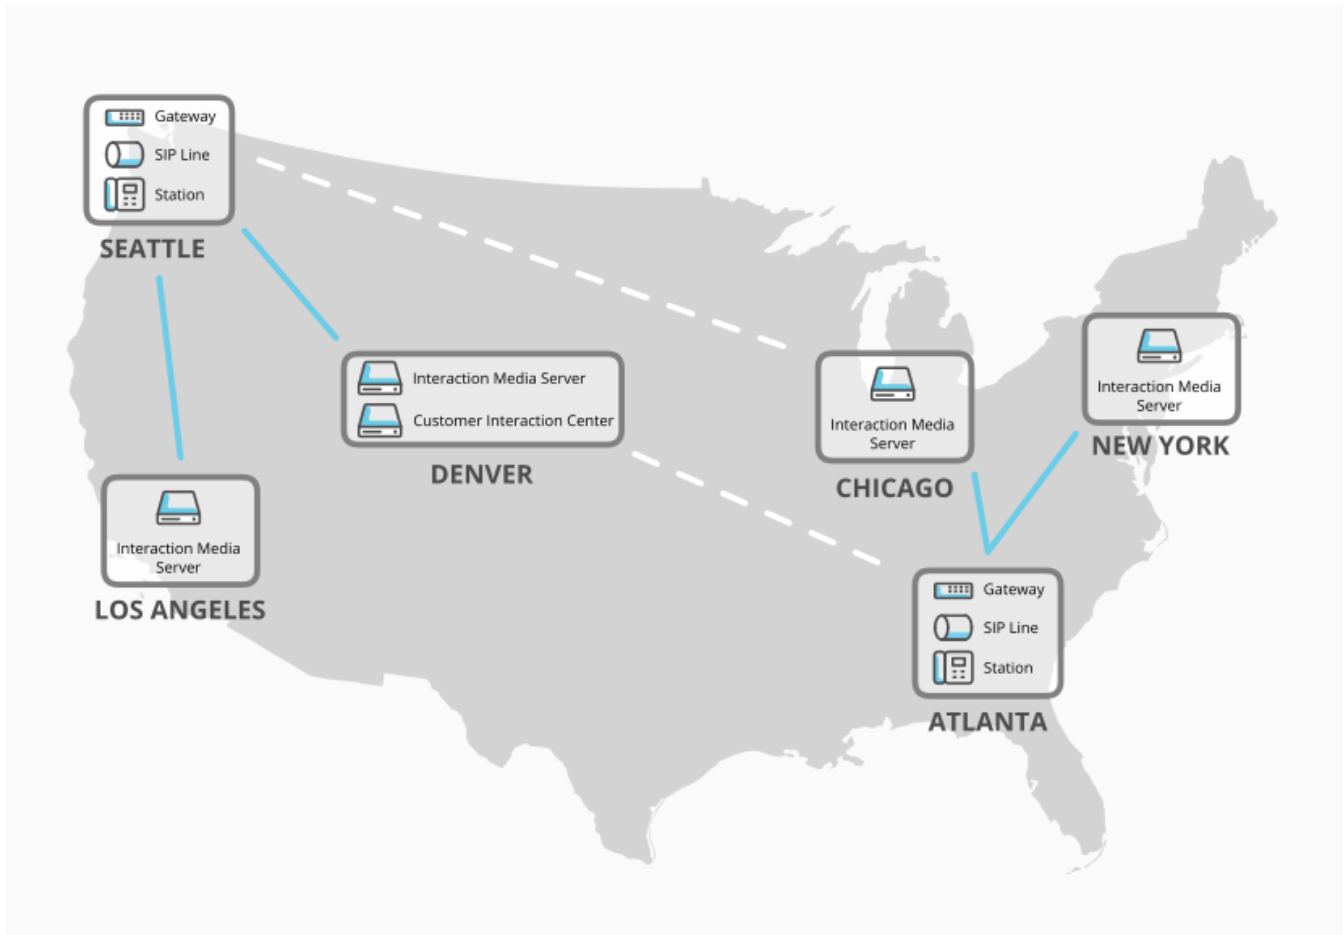 Gateway
SIP Line
Station
SEATTLE
Interaction Media Server
Customer Interaction Center
DENVER
Interaction Media
Server
LOS ANGELES
Interaction Media
Server
CHICAGO
Interaction Media
Server
NEW YORK
Gateway
SIP Line
Station
ATLANTA